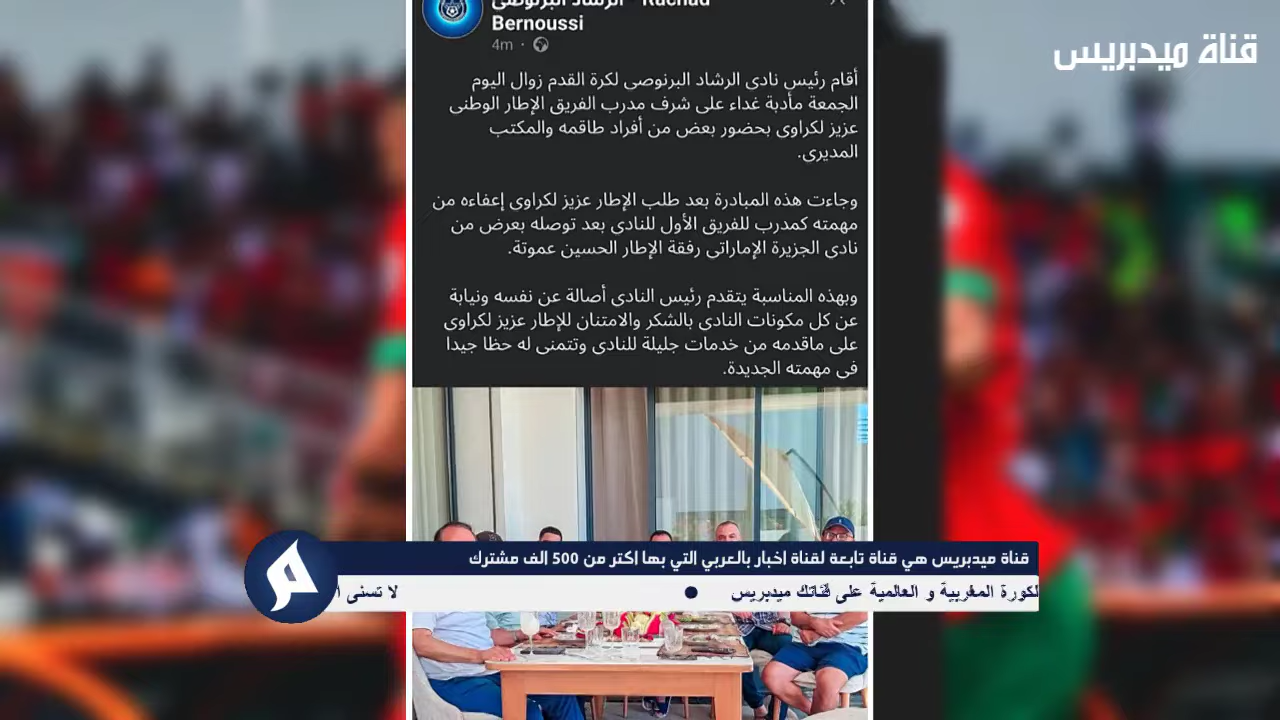 قناة ميدبريس
الرشاد البرنوصي - Rachad
Bernoussi
4m ·
أقام رئيس نادى الرشاد البرنوصى لكرة القدم زوال اليوم
الجمعة مأدبة غداء على شرف مدرب الفريق الإطار الوطنى
عزيز لكراوى بحضور بعض من أفراد طاقمه والمكتب
المديرى.
وجاءت هذه المبادرة بعد طلب الإطار عزيز لكراوى إعفاءه من
مهمته كمدرب للفريق الأول للنادى بعد توصله بعرض من
نادى الجزيرة الإماراتى رفقة الإطار الحسين عموتة.
وبهذه المناسبة يتقدم رئيس النادى أصالة عن نفسه ونيابة
عن كل مكونات النادى بالشكر والامتنان للإطار عزيز لكراوى
على ماقدمه من خدمات جليلة للنادى وتتمنى له حظا جيدا
فى مهمته الجديدة.
قناة ميدبريس هي قناة تابعة لقناة اخبار بالعربي التي بها اكتر من 500 الف مشترك
لكورة المغربية و العالمية على قناتك ميدبريس ● لا تسنى ا